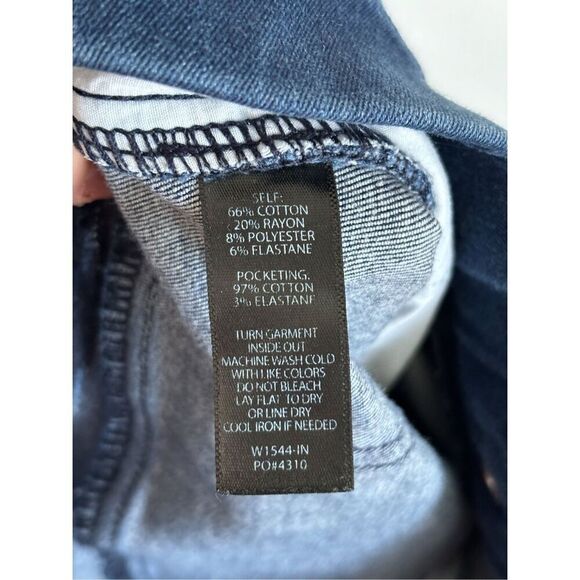 SELF:
66% COTTON
20% RAYON
8% POLYESTER
6% ELASTANE
POCKETING.
97% COTTON
3% ELASTANE
TURN GARMENT
INSIDE OUT
MACHINE WASH COLD
WITH LIKE COLORS
DO NOT BLEACH
LAY FLAT TO DRY
OR LINE DRY
COOL IRON IF NEEDED
W1544-IN
PO#4310